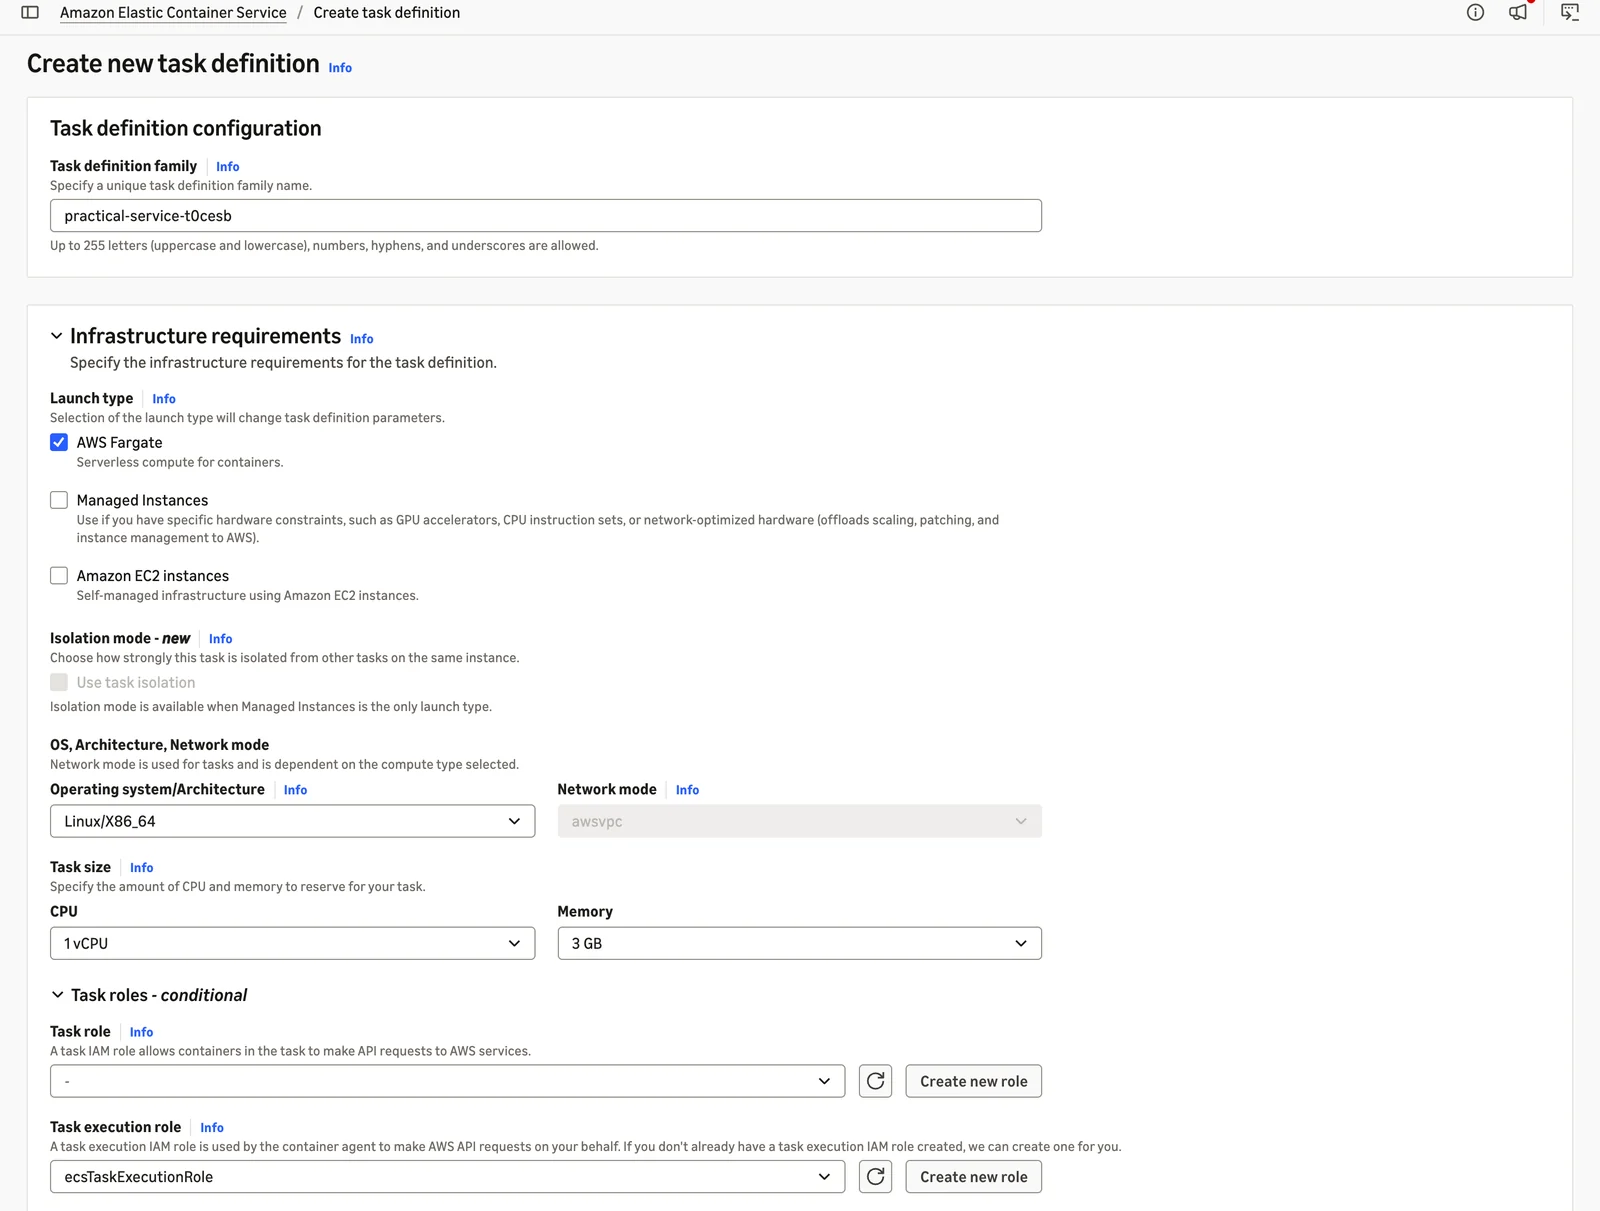 Amazon Elastic Container Service / Create task definition
Create new task definition Info
Task definition configuration
Task definition family Info
Specify a unique task definition family name.
practical-service-t0cesb
Up to 255 letters (uppercase and lowercase), numbers, hyphens, and underscores are allowed.
Infrastructure requirements Info
Specify the infrastructure requirements for the task definition.
Launch type Info
Selection of the launch type will change task definition parameters.
AWS Fargate
Serverless compute for containers.
Managed Instances
Use if you have specific hardware constraints, such as GPU accelerators, CPU instruction sets, or network-optimized hardware (offloads scaling, patching, and
instance management to AWS).
Amazon EC2 instances
Self-managed infrastructure using Amazon EC2 instances.
Isolation mode - new Info
Choose how strongly this task is isolated from other tasks on the same instance.
Use task isolation
Isolation mode is available when Managed Instances is the only launch type.
OS, Architecture, Network mode
Network mode is used for tasks and is dependent on the compute type selected.
Operating system/Architecture Info Network mode Info
Linux/X86_64 awsvpc
Task size Info
Specify the amount of CPU and memory to reserve for your task.
CPU Memory
1 vCPU 3 GB
Task roles - conditional
Task role Info
A task IAM role allows containers in the task to make API requests to AWS services.
- Create new role
Task execution role Info
A task execution IAM role is used by the container agent to make AWS API requests on your behalf. If you don't already have a task execution IAM role created, we can create one for you.
ecsTaskExecutionRole Create new role